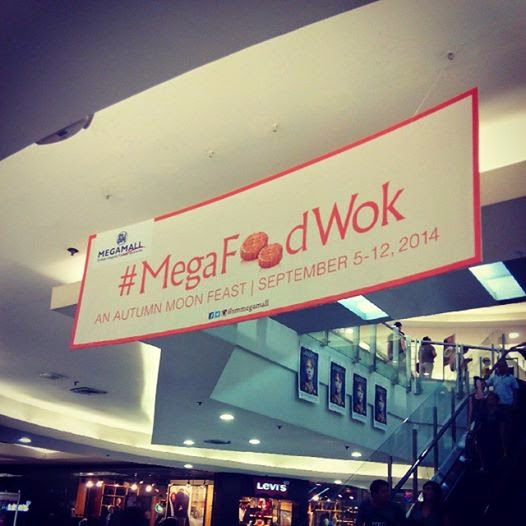 MEGAMALL
#MegaFoodWok
AN AUTUMN MOON FEAST | SEPTEMBER 5-12, 2014
@smmegamall
LEVI'S